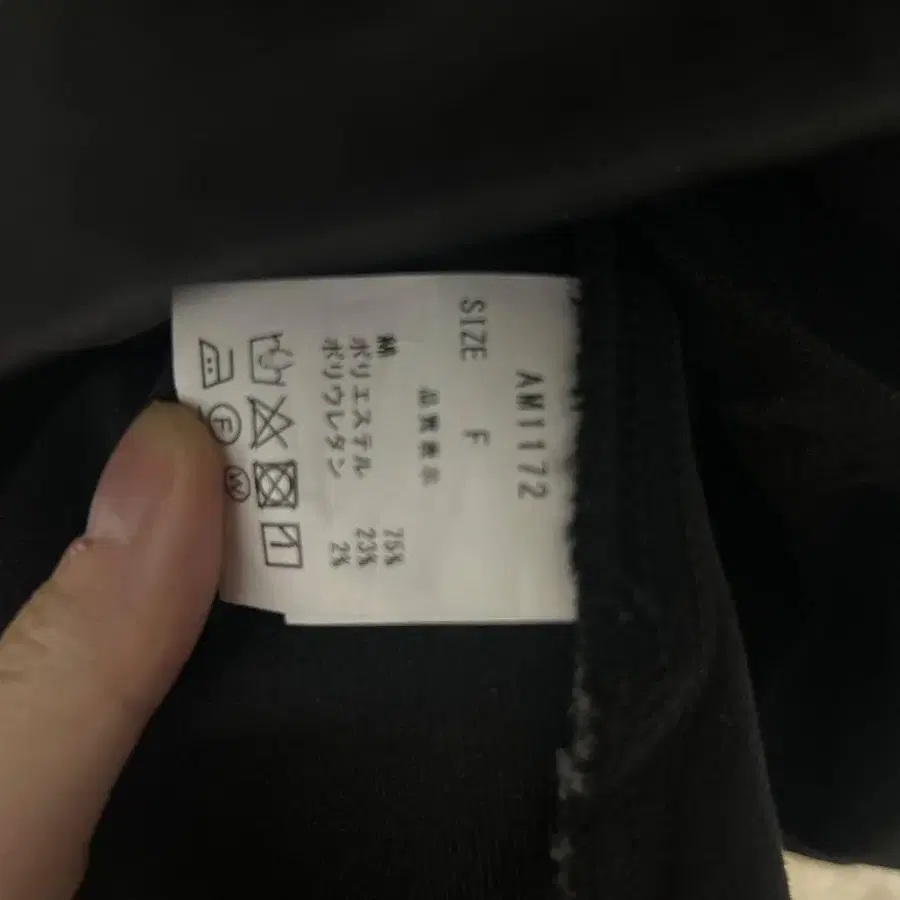 AM1172
SIZE F
品質表示
綿 75%
ポリエステル 23%
ポリウレタン 2%
F
W